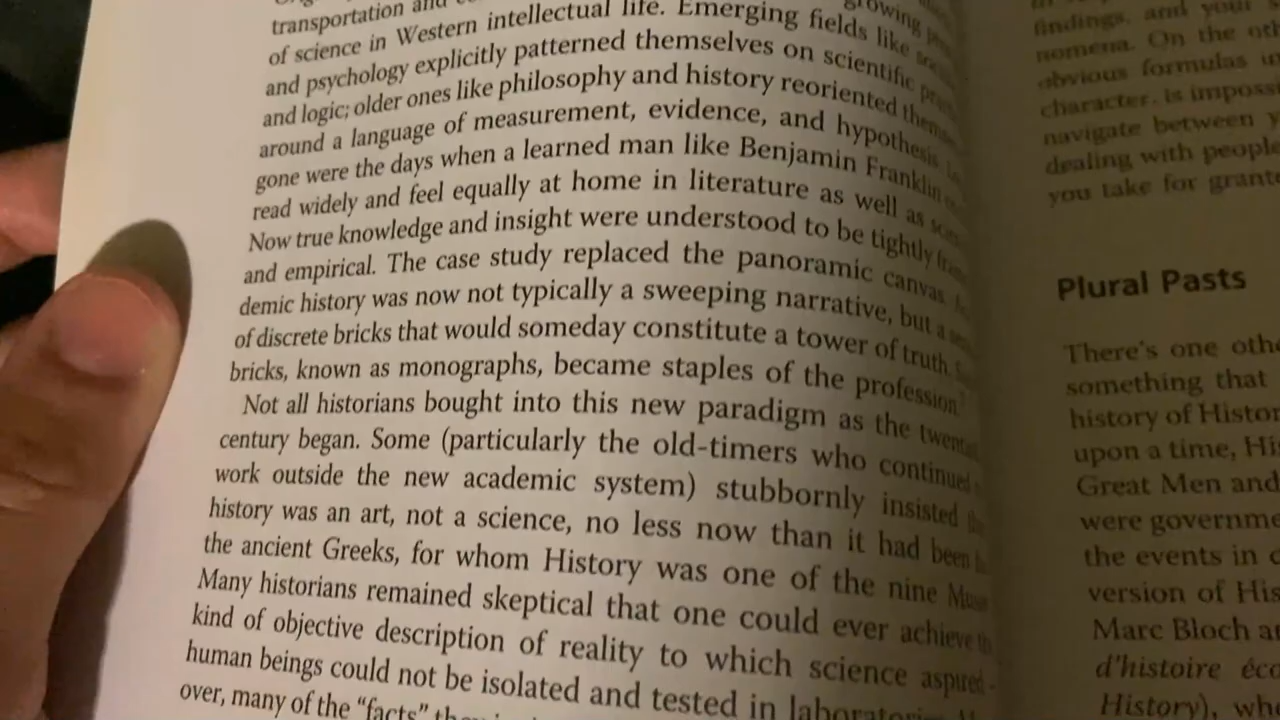 transportation and
of science in Western intellectual life. Emerging fields like
and psychology explicitly patterned themselves on scientific
and logic; older ones like philosophy and history reoriented
around a language of measurement, evidence, and hypothesis.
gone were the days when a learned man like Benjamin Franklin
read widely and feel equally at home in literature as well as
Now true knowledge and insight were understood to be tightly
and empirical. The case study replaced the panoramic canvas.
demic history was now not typically a sweeping narrative, but a
of discrete bricks that would someday constitute a tower of truth.
bricks, known as monographs, became staples of the profession.
Not all historians bought into this new paradigm as the
century began. Some (particularly the old-timers who continued
work outside the new academic system) stubbornly insisted
history was an art, not a science, no less now than it had been
the ancient Greeks, for whom History was one of the nine
Many historians remained skeptical that one could ever achieve
kind of objective description of reality to which science aspired-
human beings could not be isolated and tested in
over, many of the "facts"
growing
findings, and your
nomena. On the
obvious formulas
character, is
navigate between
dealing with people
you take for
Plural Pasts
There's one
something that
history of
upon a time,
Great Men and
were
the events in
version of
Marc Bloch
d'histoire
History),